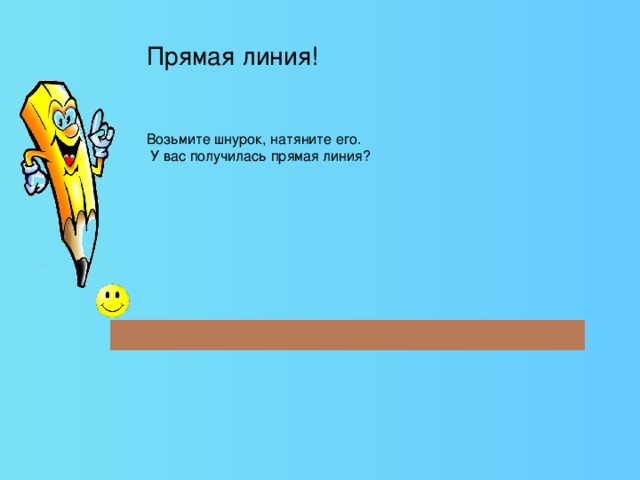 Прямая линия!
Возьмите шнурок, натяните его.
У вас получилась прямая линия?